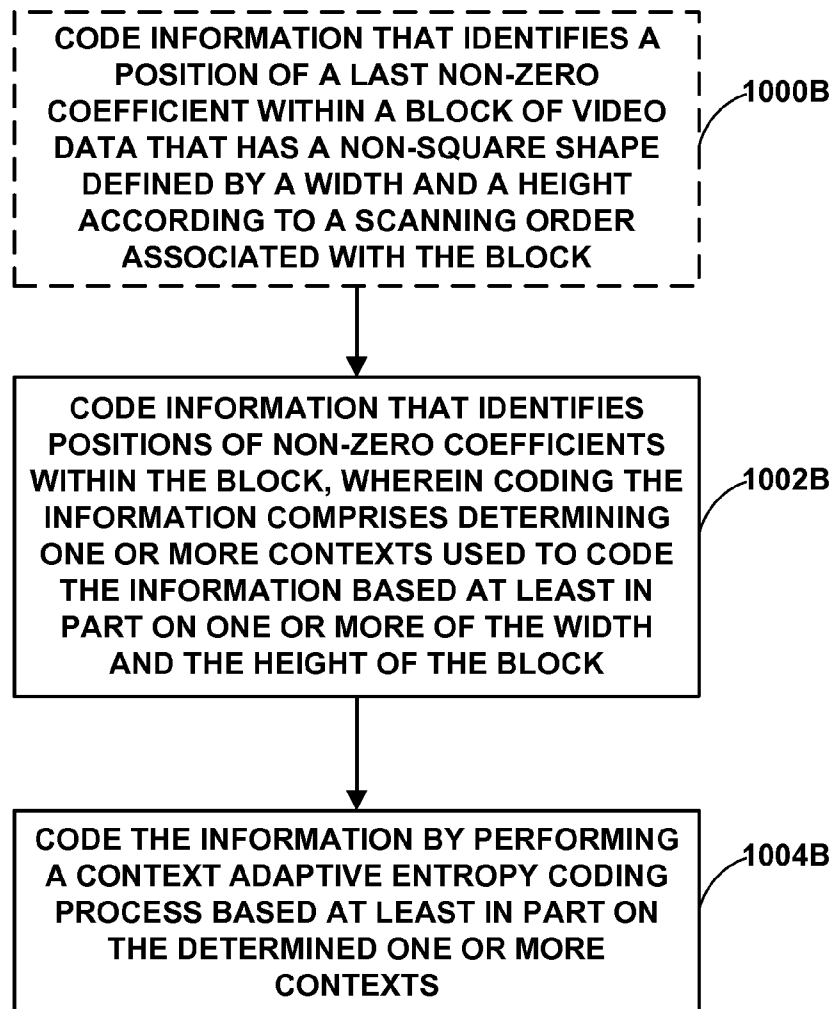 CODE INFORMATION THAT IDENTIFIES A
POSITION OF A LAST NON-ZERO
COEFFICIENT WITHIN A BLOCK OF VIDEO
DATA THAT HAS A NON-SQUARE SHAPE
DEFINED BY A WIDTH AND A HEIGHT
ACCORDING TO A SCANNING ORDER
ASSOCIATED WITH THE BLOCK
1000B
CODE INFORMATION THAT IDENTIFIES
POSITIONS OF NON-ZERO COEFFICIENTS
WITHIN THE BLOCK, WHEREIN CODING THE
INFORMATION COMPRISES DETERMINING
ONE OR MORE CONTEXTS USED TO CODE
THE INFORMATION BASED AT LEAST IN
PART ON ONE OR MORE OF THE WIDTH
AND THE HEIGHT OF THE BLOCK
1002B
CODE THE INFORMATION BY PERFORMING
A CONTEXT ADAPTIVE ENTROPY CODING
PROCESS BASED AT LEAST IN PART ON
THE DETERMINED ONE OR MORE
CONTEXTS
1004B